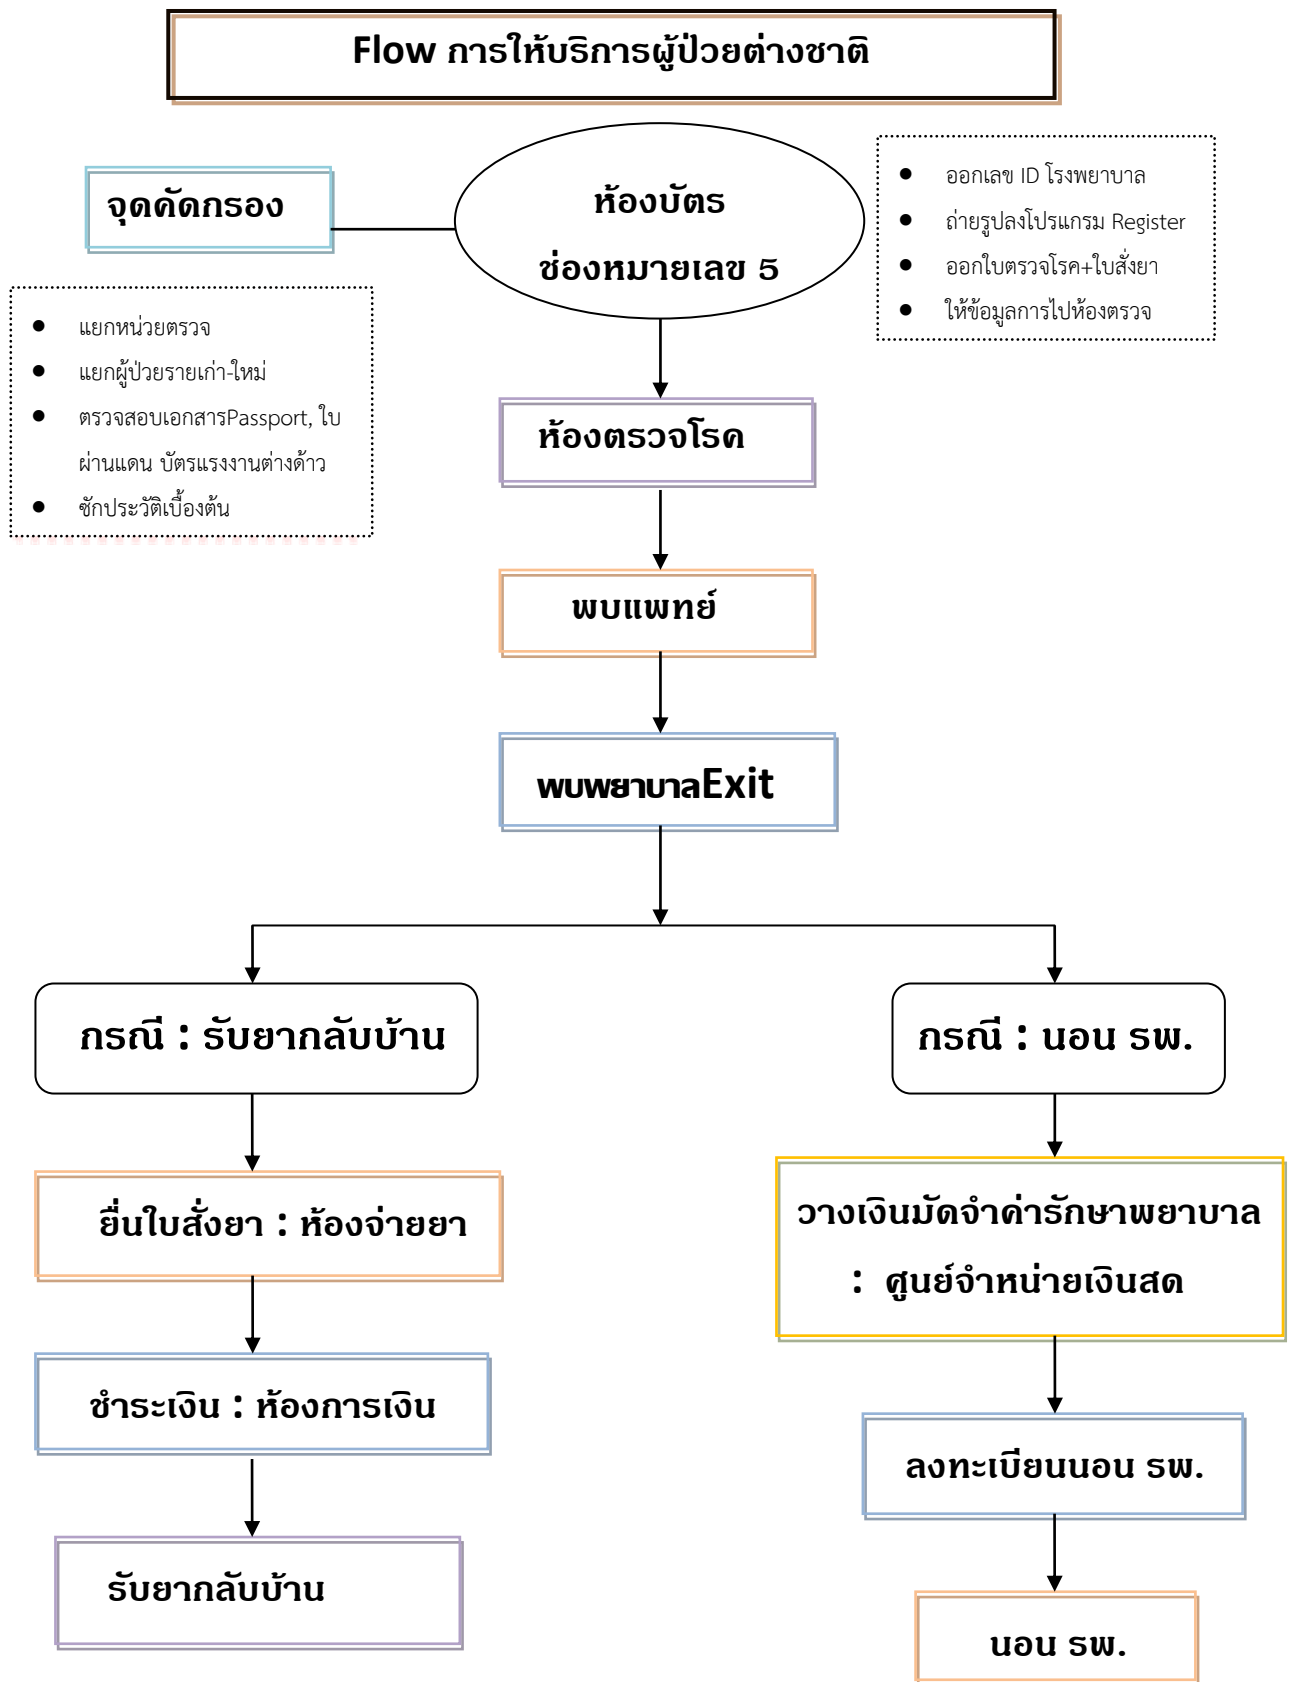 Flow การให้บริการผู้ป่วยต่างชาติ
จุดคัดกรอง
ห้องบัตร
ช่องหมายเลข 5
● ออกเลข ID โรงพยาบาล
● ถ่ายรูปลงโปรแกรม Register
● ออกใบตรวจโรค+ใบสั่งยา
● ให้ข้อมูลการไปห้องตรวจ
● แยกหน่วยตรวจ
● แยกผู้ป่วยรายเก่า-ใหม่
● ตรวจสอบเอกสารPassport, ใบ
ผ่านแดน บัตรแรงงานต่างด้าว
● ซักประวัติเบื้องต้น
ห้องตรวจโรค
พบแพทย์
พบพยาบาลExit
กรณี : รับยากลับบ้าน
ยื่นใบสั่งยา : ห้องจ่ายยา
ชำระเงิน : ห้องการเงิน
รับยากลับบ้าน
กรณี : นอน รพ.
วางเงินมัดจำค่ารักษาพยาบาล
: ศูนย์จำหน่ายเงินสด
ลงทะเบียนนอน รพ.
นอน รพ.